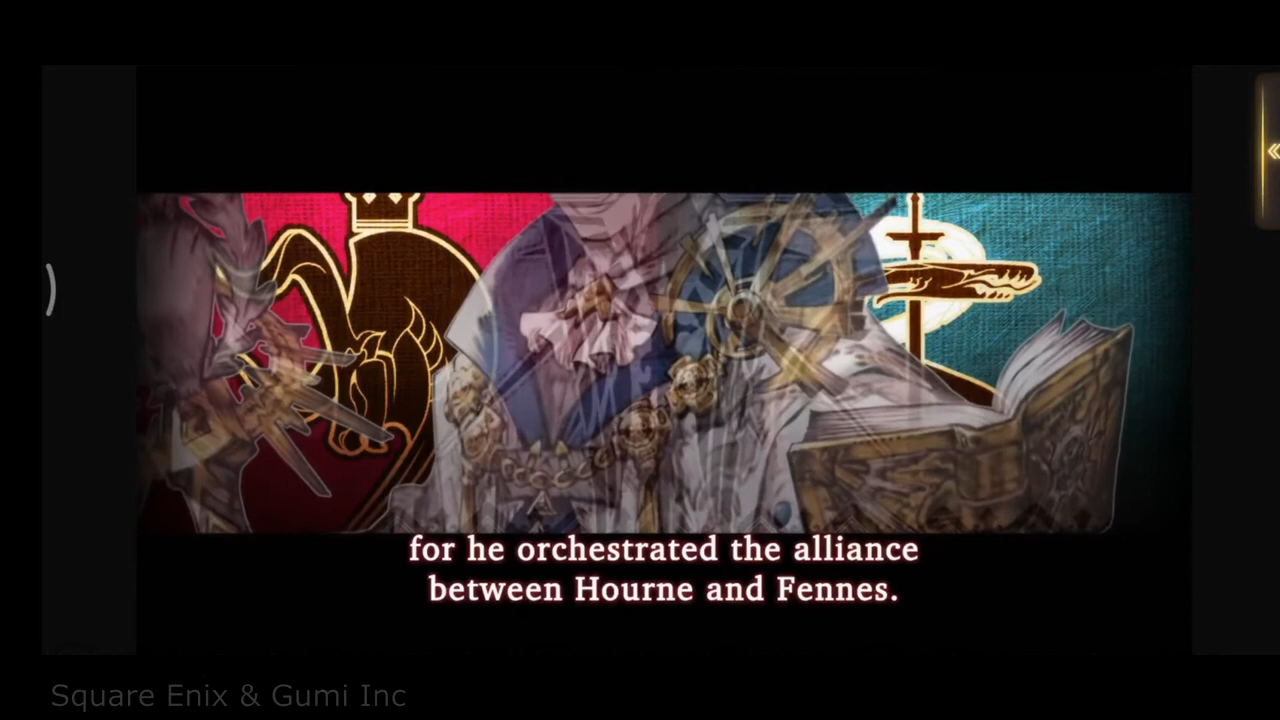 for he orchestrated the alliance
between Hourne and Fennes.
Square Enix & Gumi Inc